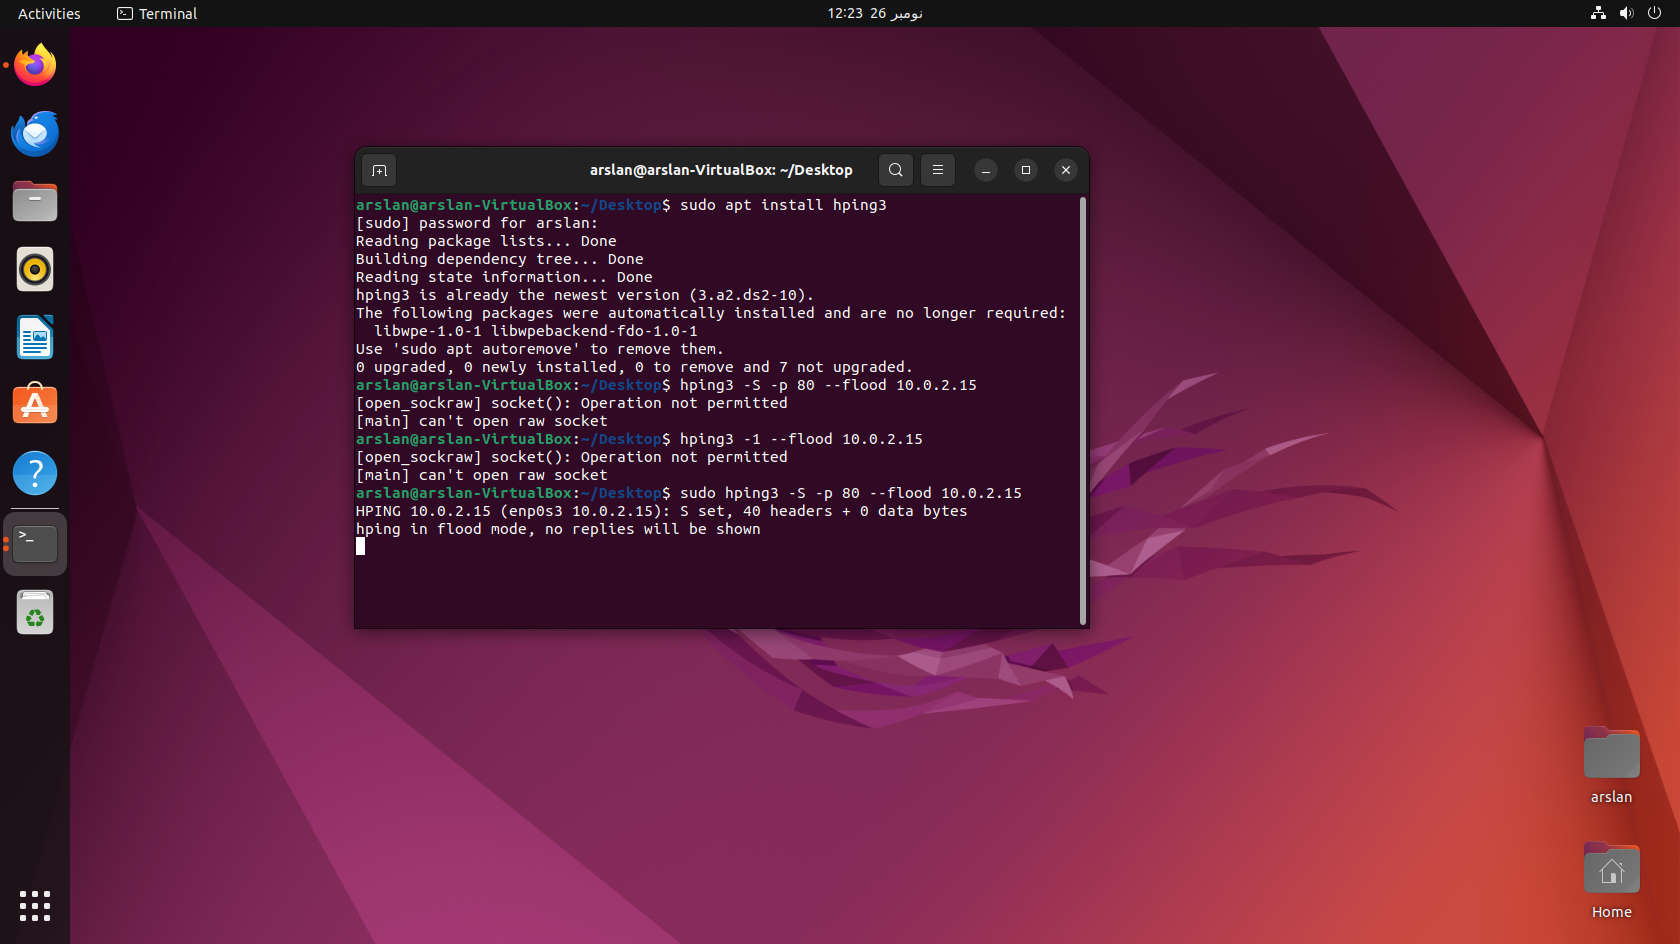 Activities
Terminal
نومبر 26  12:23
arslan@arslan-VirtualBox: ~/Desktop
arslan@arslan-VirtualBox:~/Desktop$ sudo apt install hping3
[sudo] password for arslan:
Reading package lists... Done
Building dependency tree... Done
Reading state information... Done
hping3 is already the newest version (3.a2.ds2-10).
The following packages were automatically installed and are no longer required:
  libwpe-1.0-1 libwpebackend-fdo-1.0-1
Use 'sudo apt autoremove' to remove them.
0 upgraded, 0 newly installed, 0 to remove and 7 not upgraded.
arslan@arslan-VirtualBox:~/Desktop$ hping3 -S -p 80 --flood 10.0.2.15
[open_sockraw] socket(): Operation not permitted
[main] can't open raw socket
arslan@arslan-VirtualBox:~/Desktop$ hping3 -1 --flood 10.0.2.15
[open_sockraw] socket(): Operation not permitted
[main] can't open raw socket
arslan@arslan-VirtualBox:~/Desktop$ sudo hping3 -S -p 80 --flood 10.0.2.15
HPING 10.0.2.15 (enp0s3 10.0.2.15): S set, 40 headers + 0 data bytes
hping in flood mode, no replies will be shown
arslan
Home